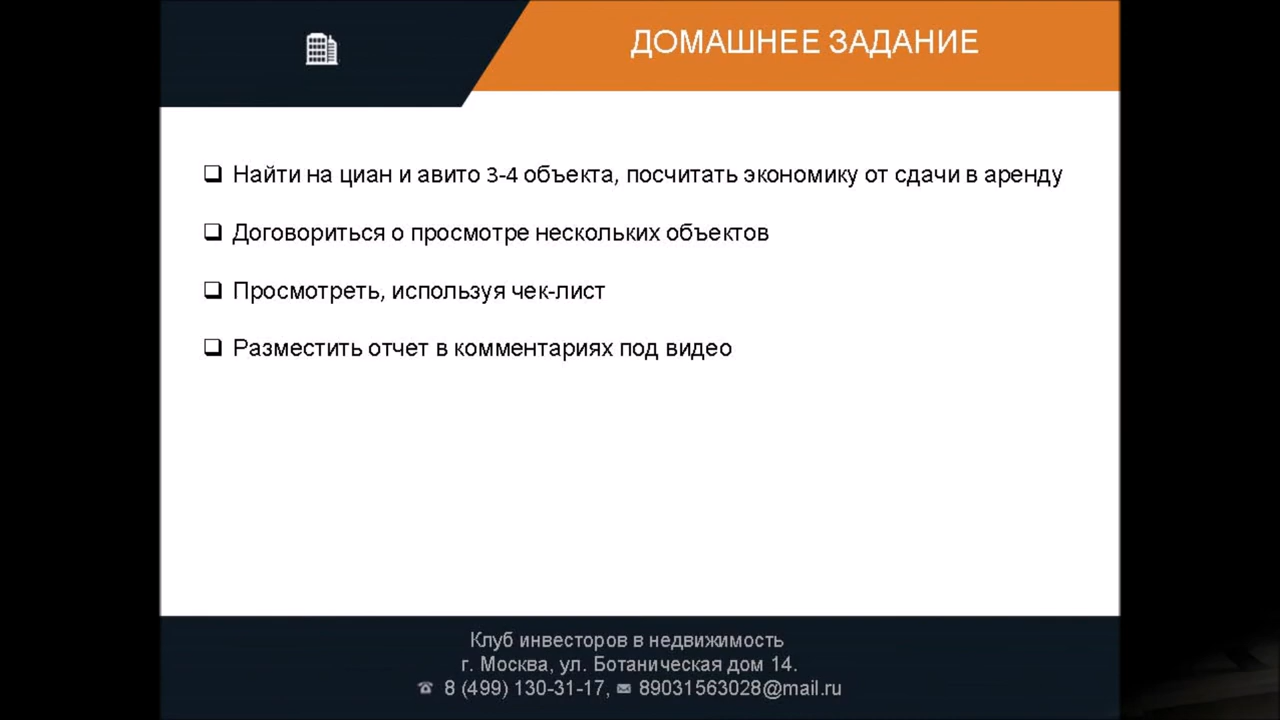 ДОМАШНЕЕ ЗАДАНИЕ
Найти на циан и авито 3-4 объекта, посчитать экономику от сдачи в аренду
Договориться о просмотре нескольких объектов
Просмотреть, используя чек-лист
Разместить отчет в комментариях под видео
Клуб инвесторов в недвижимость
г. Москва, ул. Ботаническая дом 14.
☎ 8 (499) 130-31-17, ✉ 89031563028@mail.ru